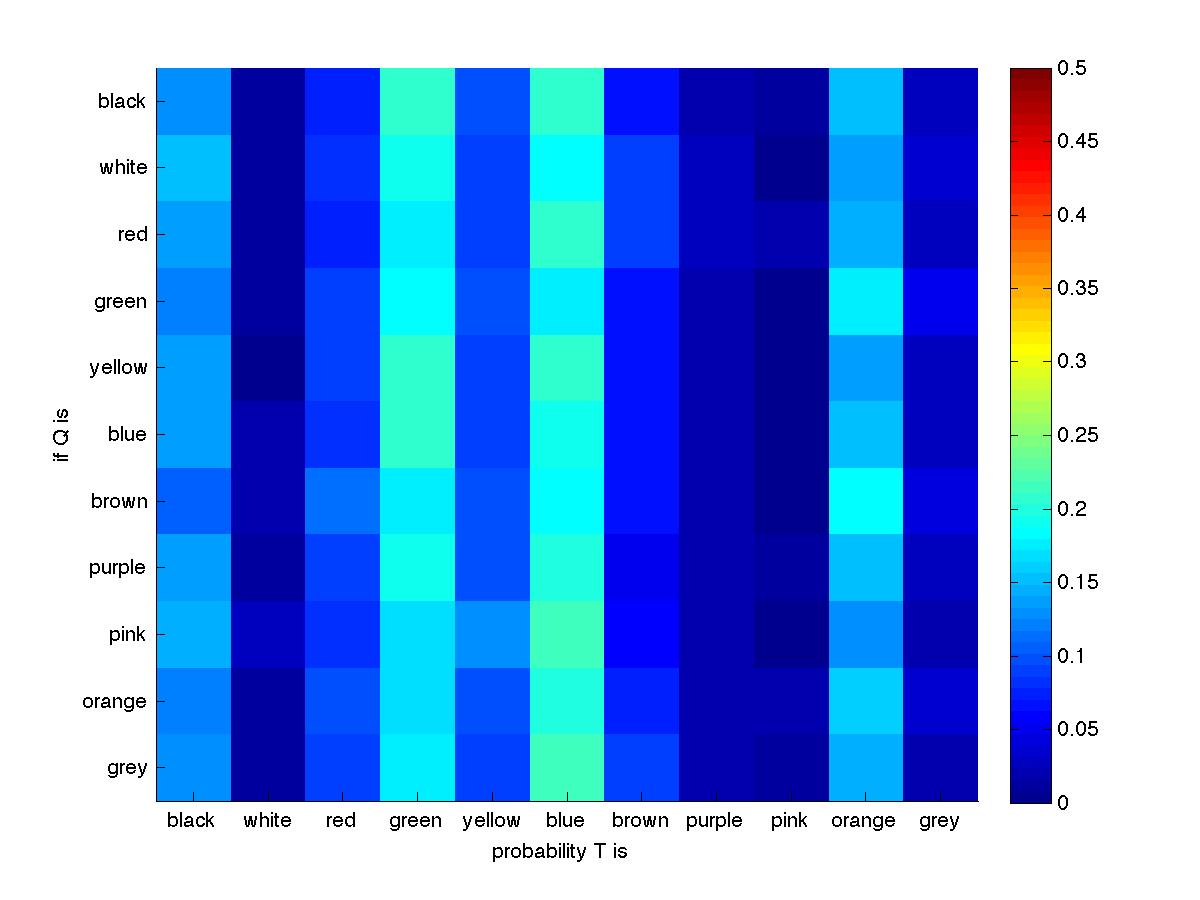 black
white
red
green
yellow
blue
brown
purple
pink
orange
grey
if Q is
black white red green yellow blue brown purple pink orange grey
probability T is
0.5
0.45
0.4
0.35
0.3
0.25
0.2
0.15
0.1
0.05
0